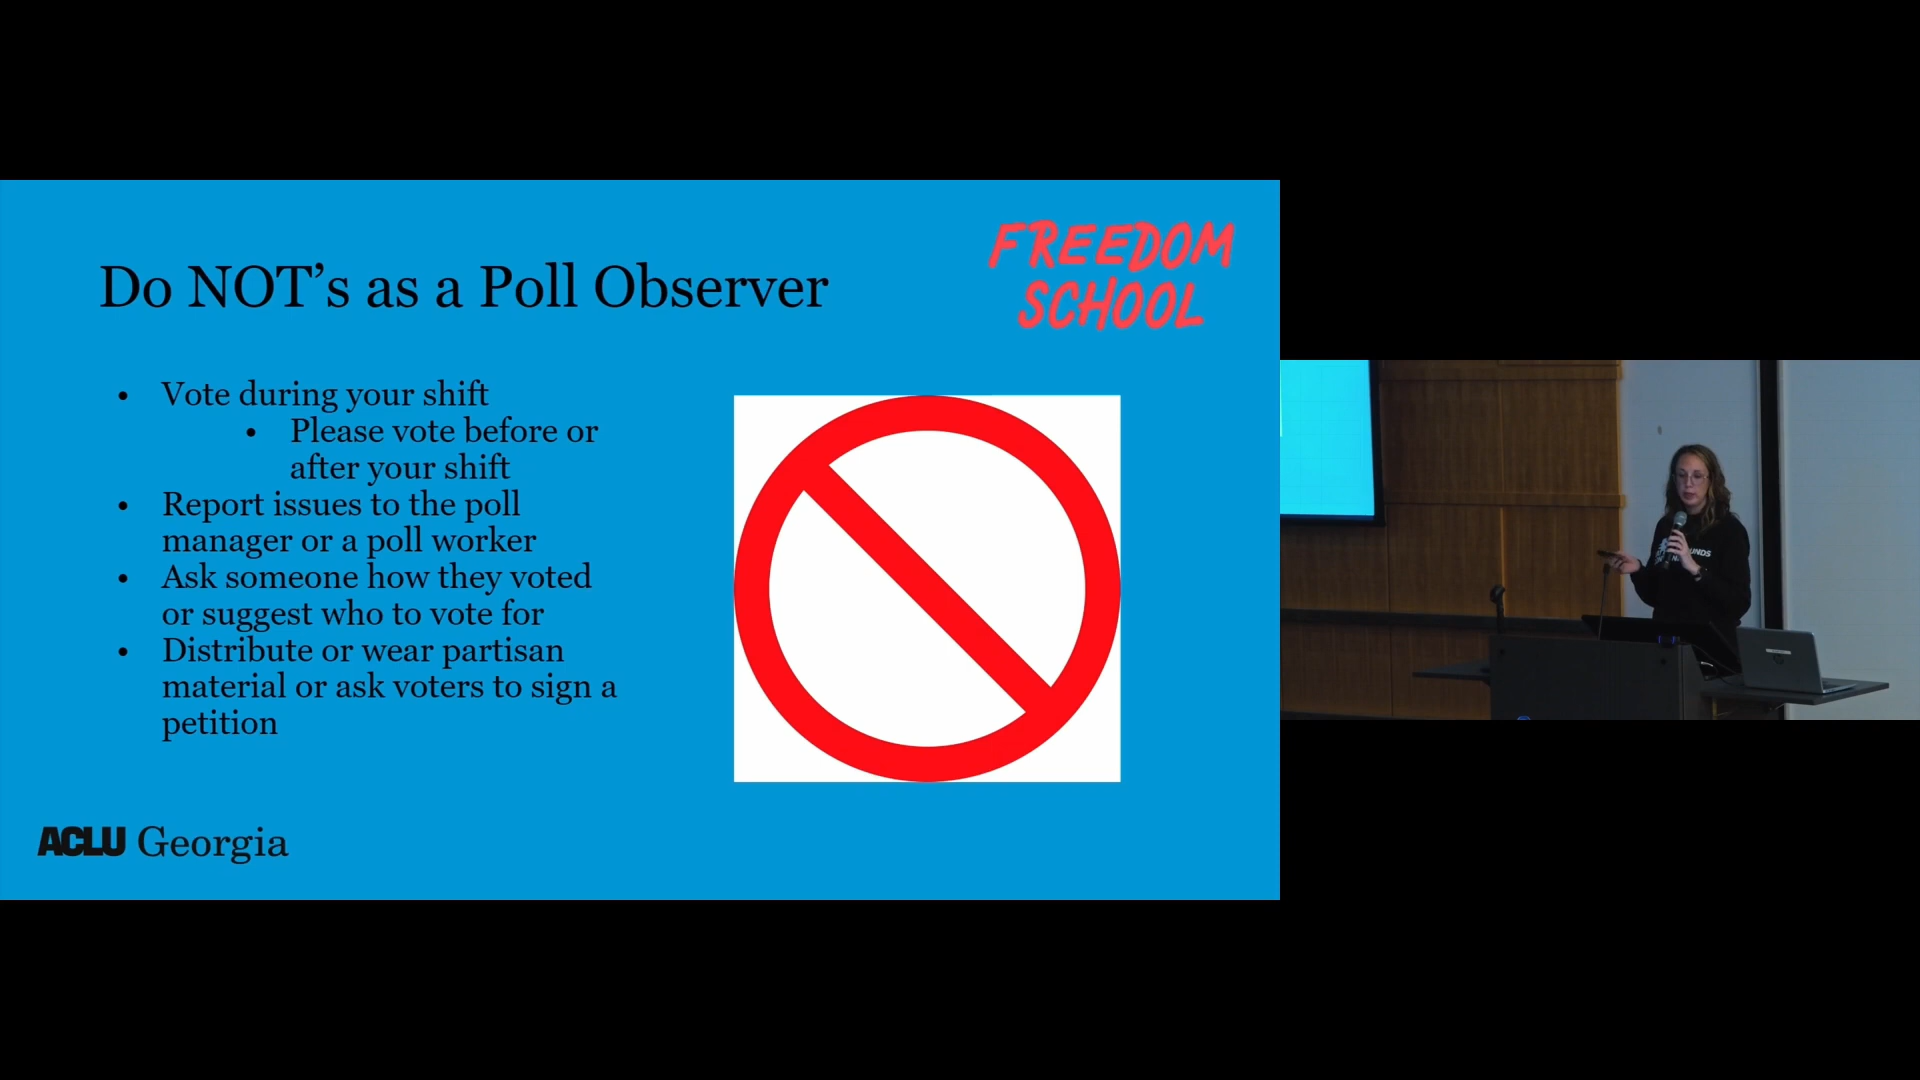 FREEDOM
SCHOOL
Do NOT’s as a Poll Observer
• Vote during your shift
• Please vote before or
after your shift
• Report issues to the poll
manager or a poll worker
• Ask someone how they voted
or suggest who to vote for
• Distribute or wear partisan
material or ask voters to sign a
petition
ACLU Georgia